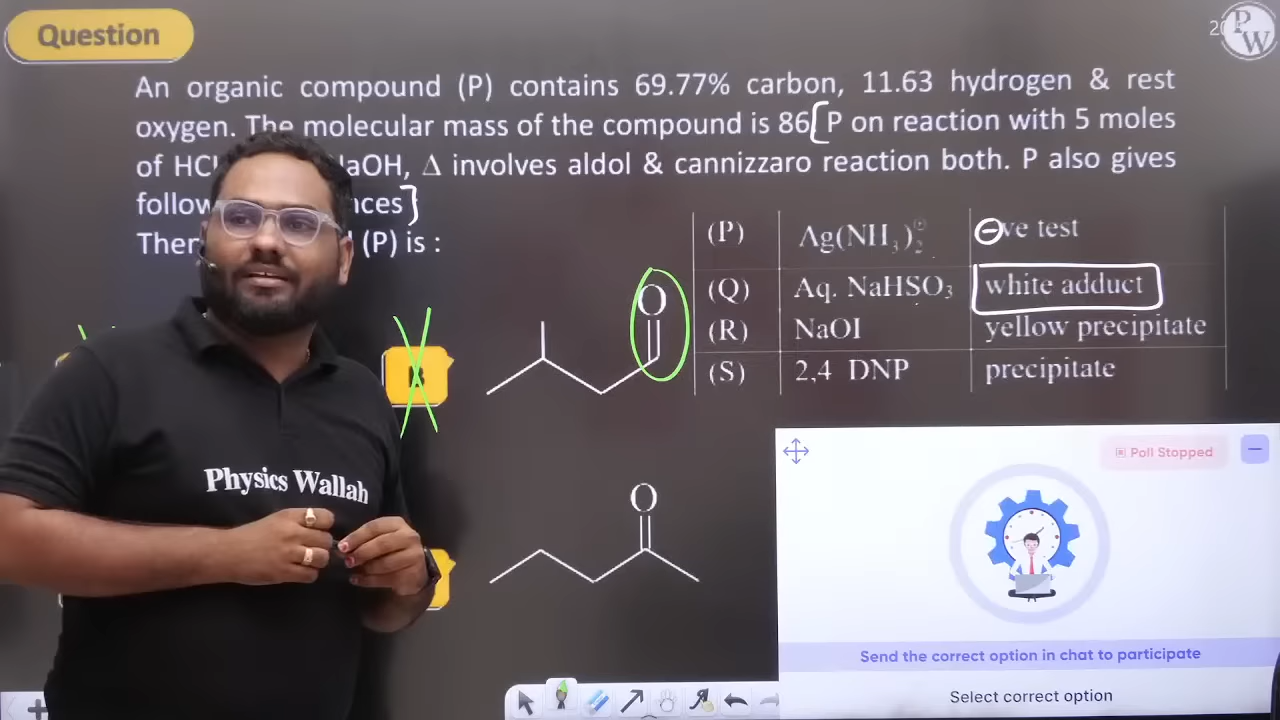 Question
An organic compound (P) contains 69.77% carbon, 11.63 hydrogen & rest
oxygen. The molecular mass of the compound is 86[P on reaction with 5 moles
of HC aOH, Δ involves aldol & cannizzaro reaction both. P also gives
follow nces]
Ther (P) is :
(P) Ag(NH3)2⊕ ⊖ve test
(Q) Aq. NaHSO3 white adduct
(R) NaOI yellow precipitate
(S) 2,4 DNP precipitate
O
O
Physics Wallah
PW
Poll Stopped
Send the correct option in chat to participate
Select correct option